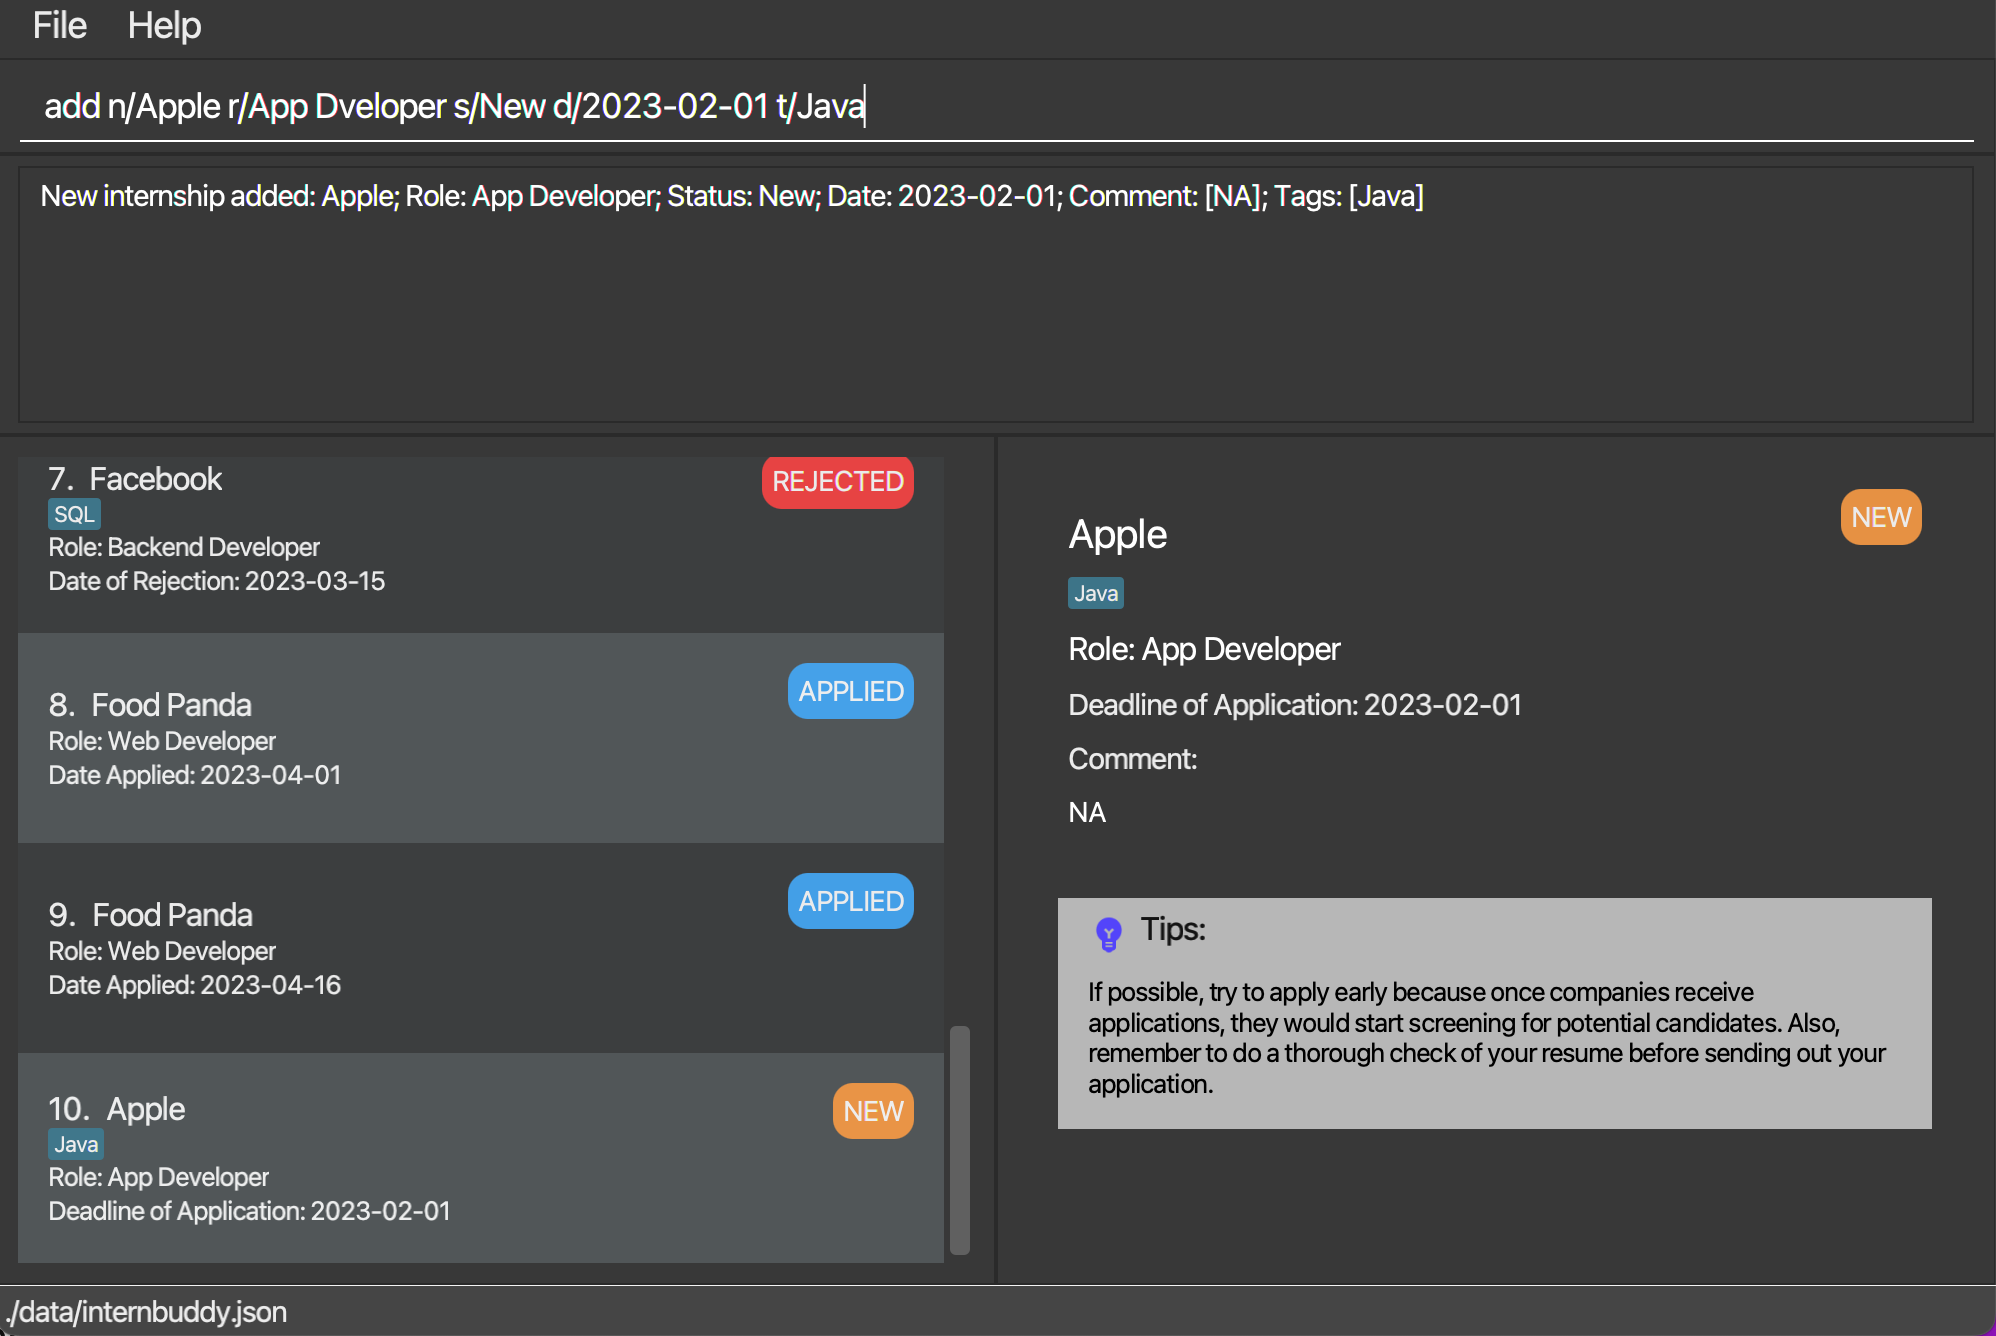 File Help
add n/Apple r/App Dveloper s/New d/2023-02-01 t/Java
New internship added: Apple; Role: App Developer; Status: New; Date: 2023-02-01; Comment: [NA]; Tags: [Java]
7. Facebook
REJECTED
SQL
Role: Backend Developer
Date of Rejection: 2023-03-15
8. Food Panda
APPLIED
Role: Web Developer
Date Applied: 2023-04-01
9. Food Panda
APPLIED
Role: Web Developer
Date Applied: 2023-04-16
10. Apple
NEW
Java
Role: App Developer
Deadline of Application: 2023-02-01
Apple
NEW
Java
Role: App Developer
Deadline of Application: 2023-02-01
Comment:
NA
Tips:
If possible, try to apply early because once companies receive
applications, they would start screening for potential candidates. Also,
remember to do a thorough check of your resume before sending out your
application.
./data/internbuddy.json